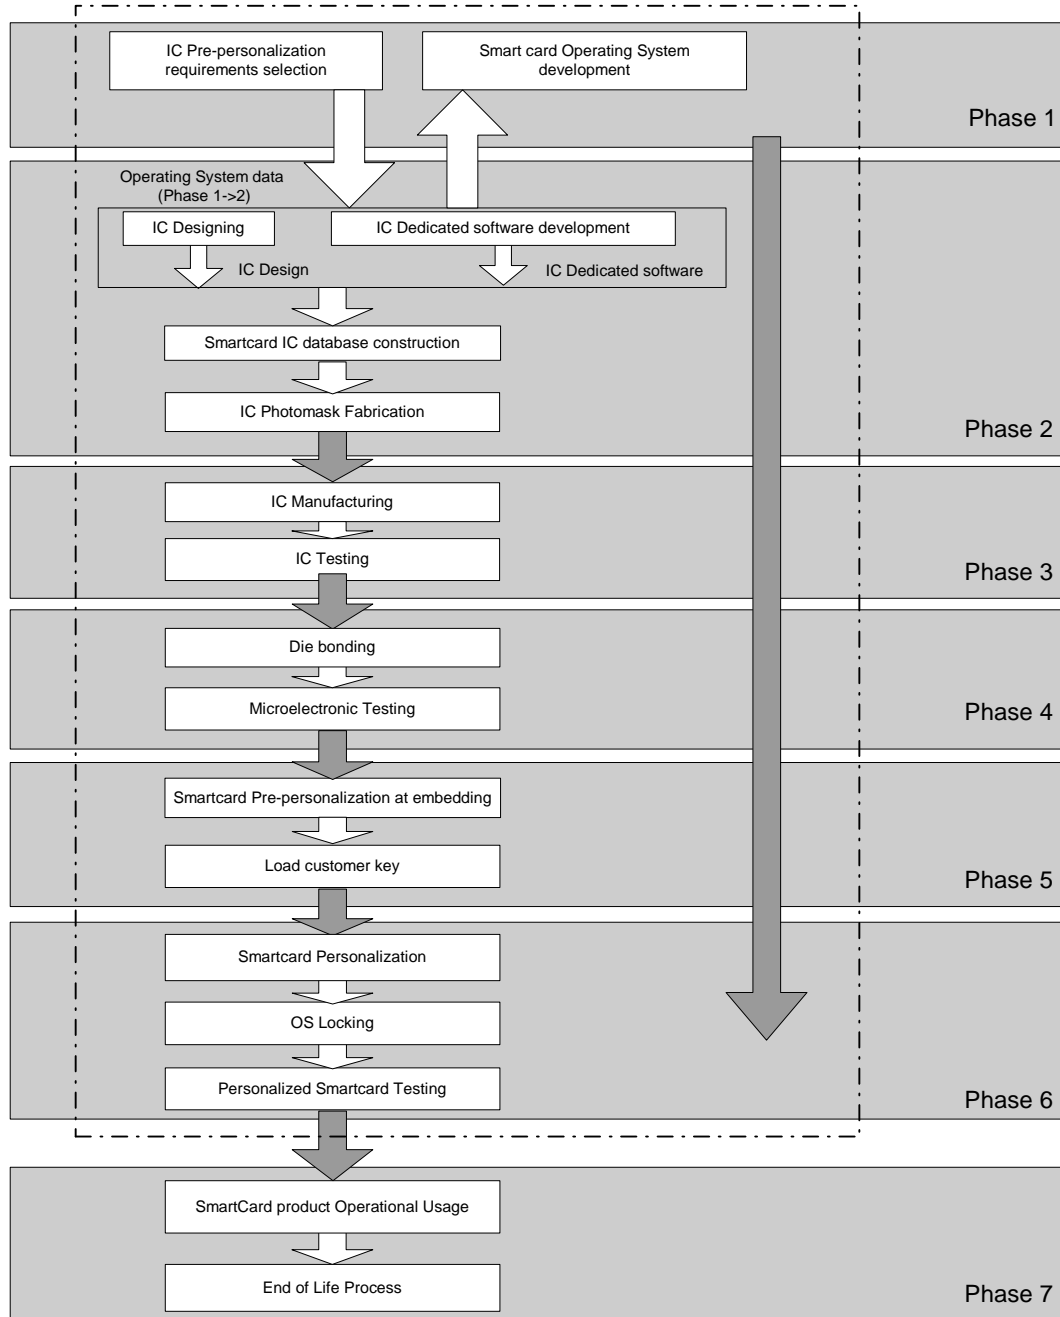 IC Pre-personalization
requirements selection
Smart card Operating System
development
Phase 1
Operating System data
(Phase 1->2)
IC Designing
IC Dedicated software development
IC Design
IC Dedicated software
Smartcard IC database construction
IC Photomask Fabrication
Phase 2
IC Manufacturing
IC Testing
Phase 3
Die bonding
Microelectronic Testing
Phase 4
Smartcard Pre-personalization at embedding
Load customer key
Phase 5
Smartcard Personalization
OS Locking
Personalized Smartcard Testing
Phase 6
SmartCard product Operational Usage
End of Life Process
Phase 7